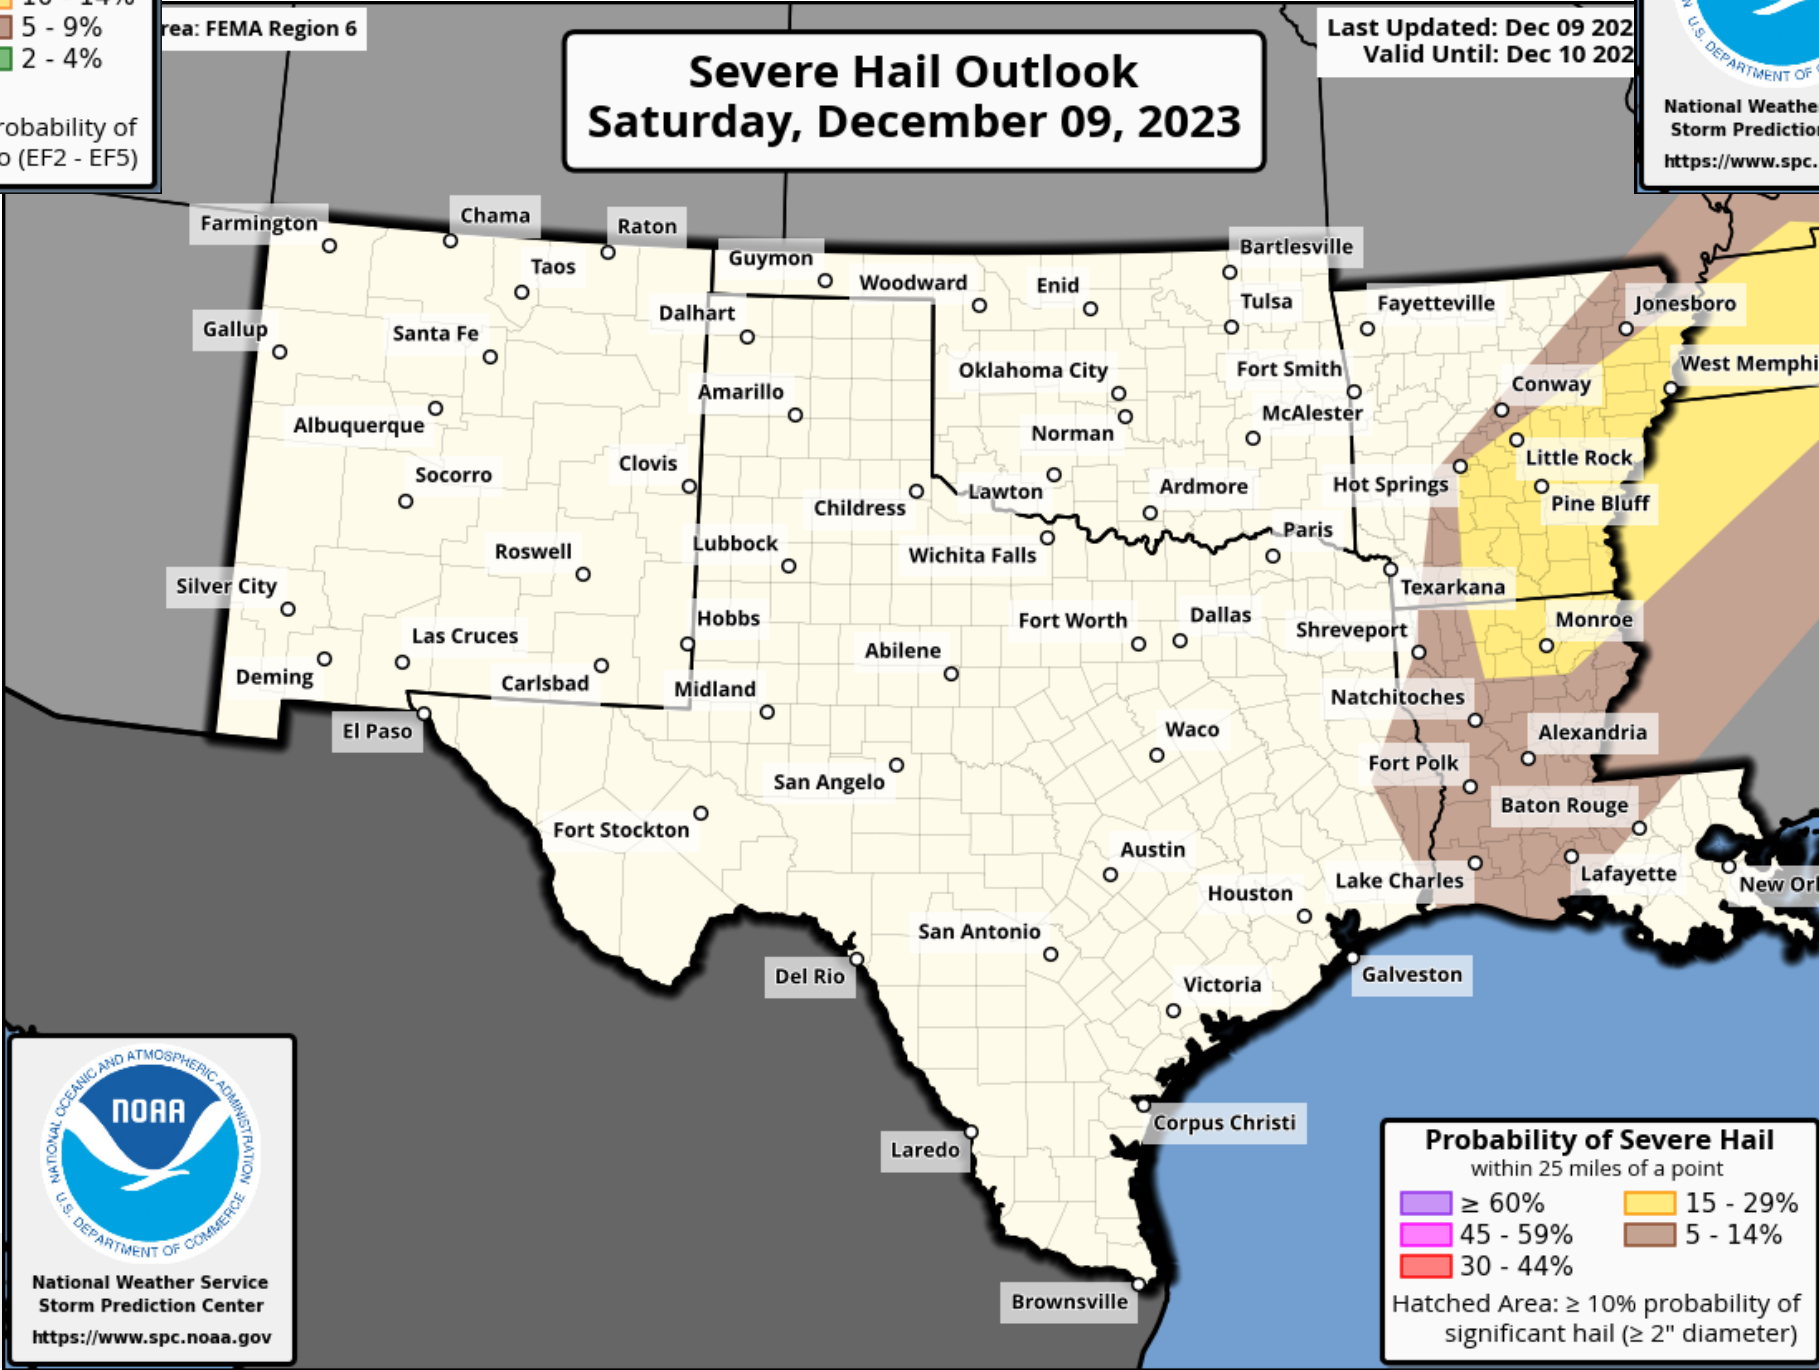 5 - 9%
2 - 4%
robability of
o (EF2 - EF5)
rea: FEMA Region 6
Severe Hail Outlook
Saturday, December 09, 2023
Last Updated: Dec 09 202
Valid Until: Dec 10 202
U.S. DEPARTMENT OF
National Weathe
Storm Prediction
https://www.spc.
Farmington
Chama
Raton
Taos
Guymon
Woodward
Enid
Bartlesville
Tulsa
Fayetteville
Jonesboro
Gallup
Santa Fe
Dalhart
Oklahoma City
Fort Smith
West Memphi
Conway
Amarillo
McAlester
Albuquerque
Norman
Little Rock
Socorro
Clovis
Childress
Lawton
Ardmore
Hot Springs
Pine Bluff
Roswell
Lubbock
Wichita Falls
Paris
Silver City
Texarkana
Hobbs
Fort Worth
Dallas
Shreveport
Monroe
Las Cruces
Abilene
Deming
Carlsbad
Midland
Natchitoches
El Paso
Waco
Alexandria
San Angelo
Fort Polk
Fort Stockton
Baton Rouge
Austin
Lake Charles
Lafayette
New Orl
Houston
San Antonio
Del Rio
Victoria
Galveston
Corpus Christi
Laredo
Brownsville
NATIONAL OCEANIC AND ATMOSPHERIC ADMINISTRATION
NOAA
U.S. DEPARTMENT OF COMMERCE
National Weather Service
Storm Prediction Center
https://www.spc.noaa.gov
Probability of Severe Hail
within 25 miles of a point
≥ 60%
15 - 29%
45 - 59%
5 - 14%
30 - 44%
Hatched Area: ≥ 10% probability of
significant hail (≥ 2" diameter)